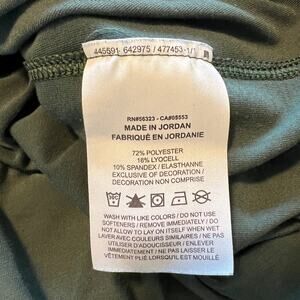 445591 642975 / 477453-1/1
RN#56323 - CA#05553
MADE IN JORDAN
FABRIQUÉ EN JORDANIE
72% POLYESTER
18% LYOCELL
10% SPANDEX / ELASTHANNE
EXCLUSIVE OF DECORATION /
DECORATION NON COMPRISE
WASH WITH LIKE COLORS / DO NOT USE
SOFTENERS / REMOVE IMMEDIATELY / DO
NOT ALLOW TO LAY ON ITSELF WHEN WET
LAVER AVEC COULEURS SIMILAIRES / NE PAS
UTILISER D'ADOUCISSEUR / ENLEVER
IMMÉDIATEMENT / NE PAS LAISSER LE
VÊTEMENT PLIÉ LORSQU'IL EST MOUILLÉ